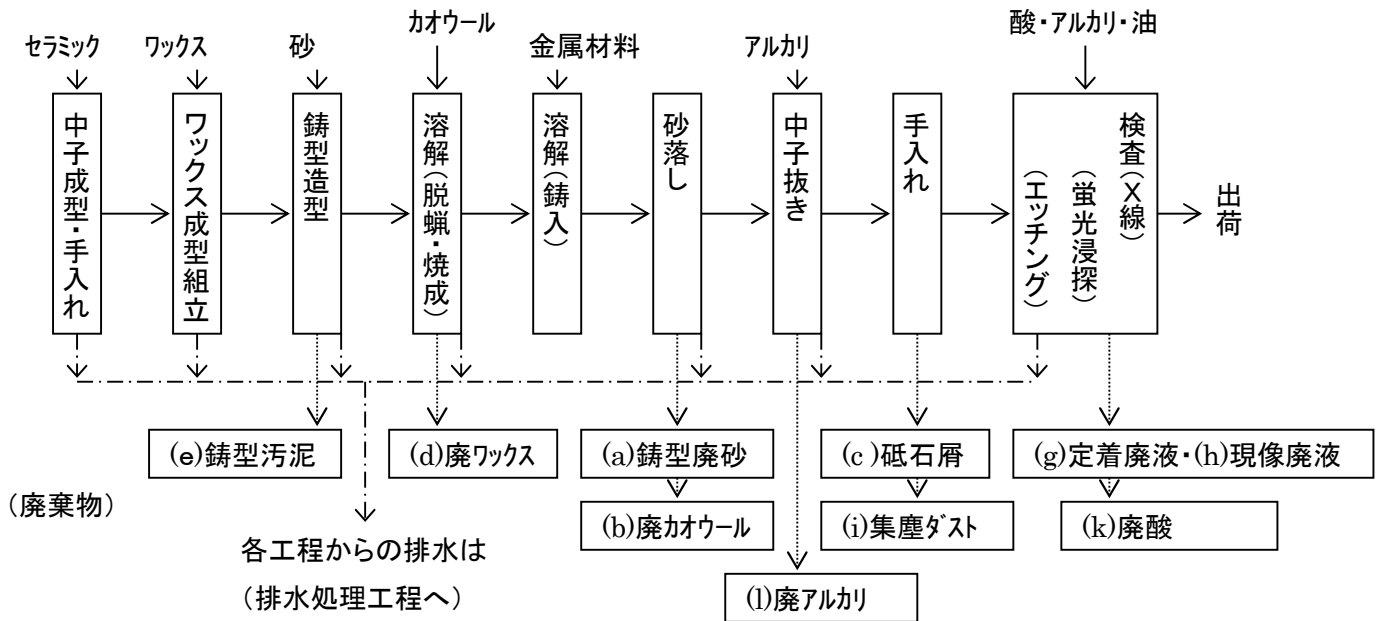 セラミック
ワックス
砂
カオウール
金属材料
アルカリ
酸・アルカリ・油
中子成型・手入れ
ワックス成型組立
鋳型造型
溶解(脱蝋・焼成)
溶解(鋳入)
砂落し
中子抜き
手入れ
検査(X線)
(蛍光浸探)
(エッチング)
出荷
(e)鋳型汚泥
(d)廃ワックス
(a)鋳型廃砂
(c)砥石屑
(g)定着廃液・(h)現像廃液
(廃棄物)
(b)廃カオウール
(i)集塵ダスト
(k)廃酸
各工程からの排水は
(排水処理工程へ)
(l)廃アルカリ